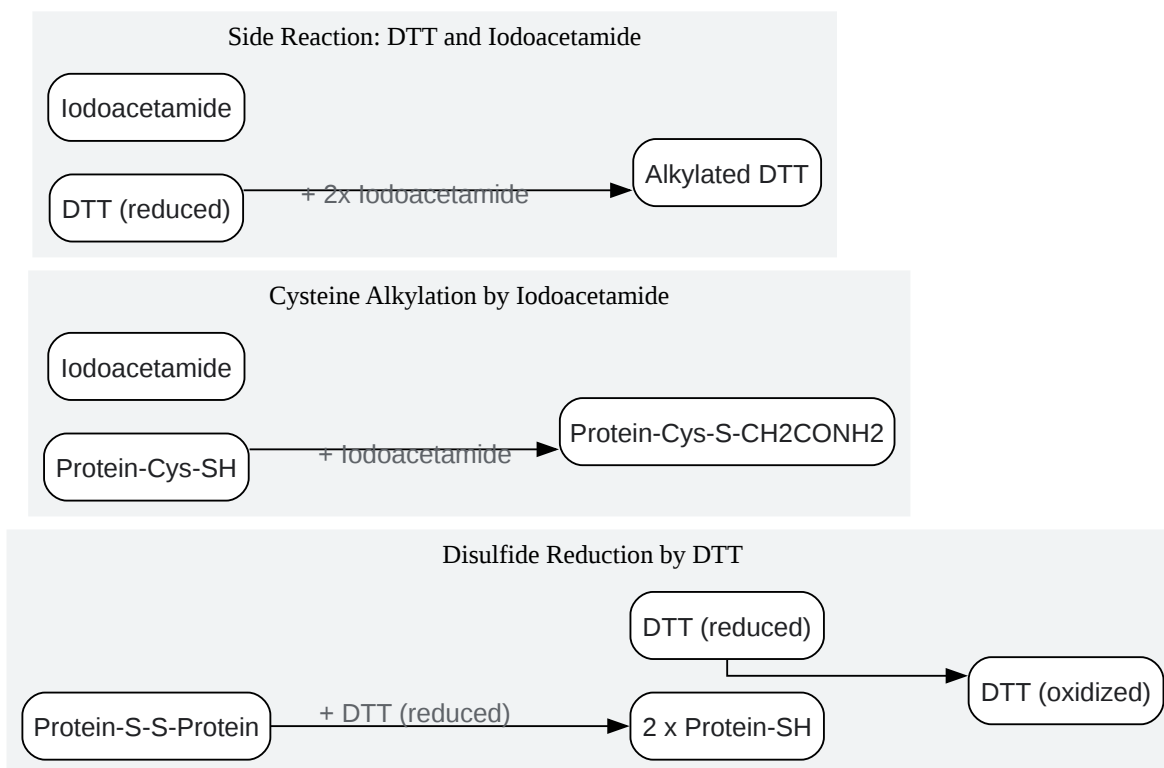 Side Reaction: DTT and Iodoacetamide
Iodoacetamide
DTT (reduced)
+ 2x Iodoacetamide
Alkylated DTT
Cysteine Alkylation by Iodoacetamide
Iodoacetamide
Protein-Cys-SH
+ Iodoacetamide
Protein-Cys-S-CH2CONH2
Disulfide Reduction by DTT
DTT (reduced)
DTT (oxidized)
Protein-S-S-Protein
+ DTT (reduced)
2 x Protein-SH